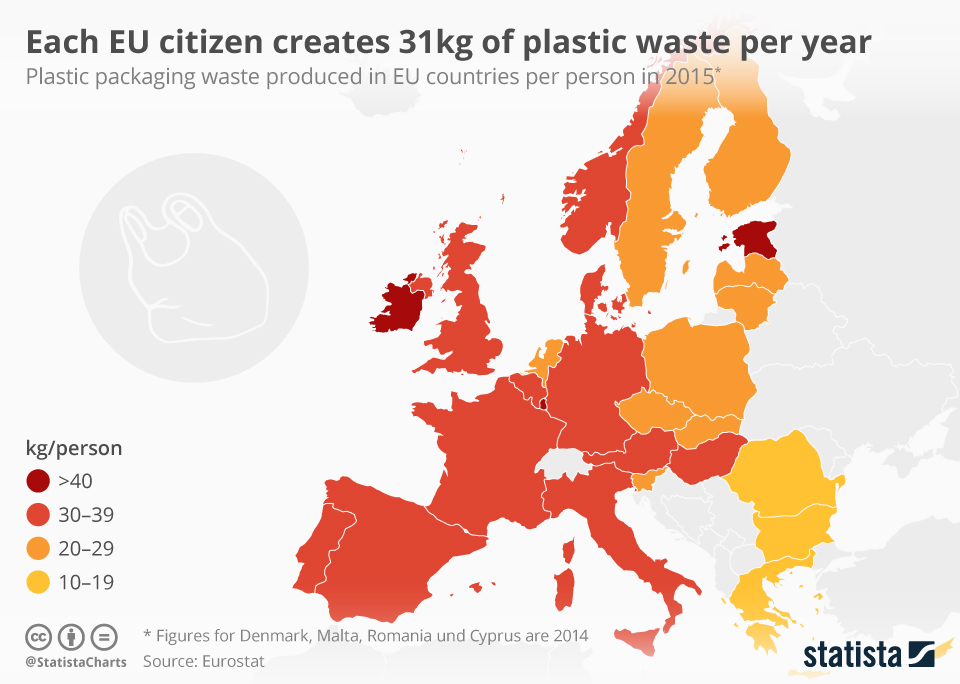 Each EU citizen creates 31kg of plastic waste per year
Plastic packaging waste produced in EU countries per person in 2015*
kg/person
>40
30–39
20–29
10–19
cc
@StatistaCharts
* Figures for Denmark, Malta, Romania und Cyprus are 2014
Source: Eurostat
statista